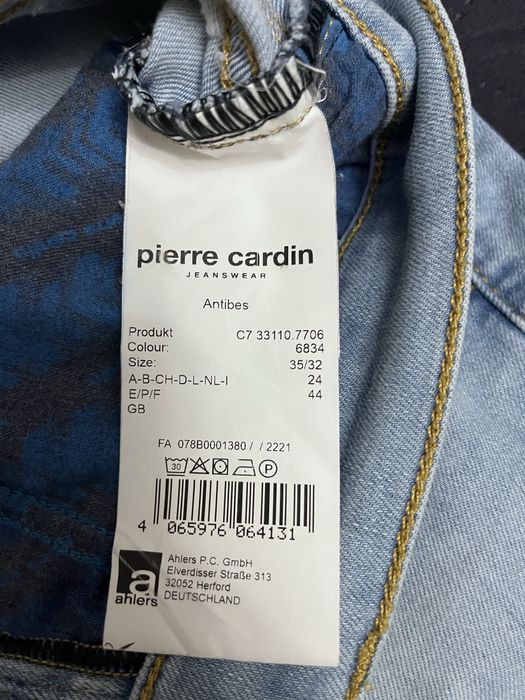 pierre cardin
JEANSWEAR
Antibes
Produkt C7 33110.7706
Colour: 6834
Size: 35/32
A-B-CH-D-L-NL-I 24
E/P/F 44
GB
FA 078B0001380 / / 2221
30 P
4 065976 064131
Ahlers P.C. GmbH
Elverdisser Straße 313
32052 Herford
DEUTSCHLAND
a
ahlers